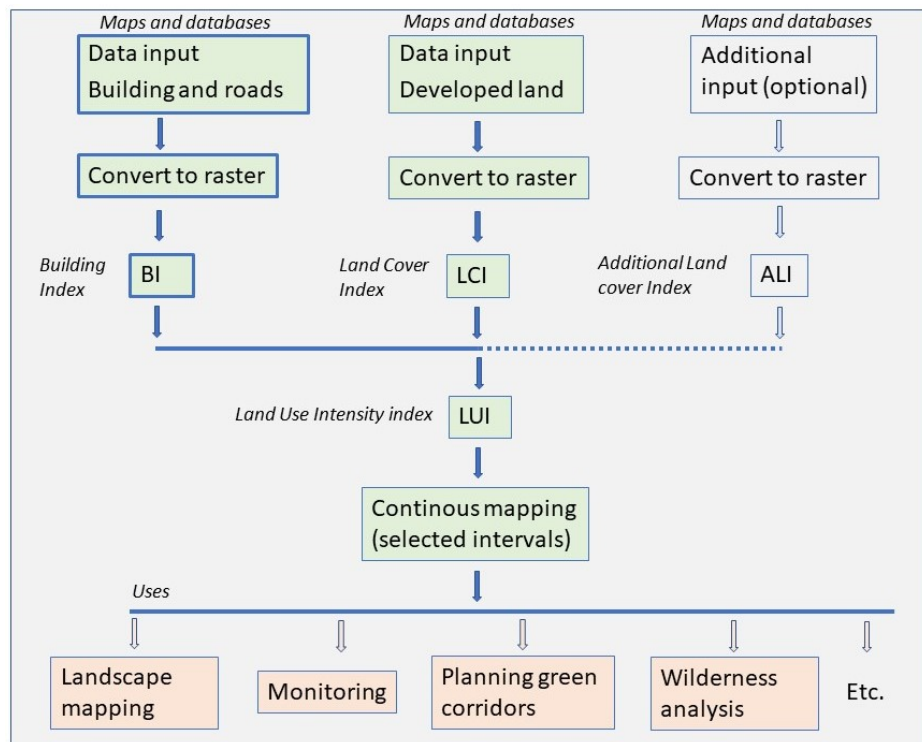 Maps and databases
Maps and databases
Maps and databases
Data input
Building and roads
Data input
Developed land
Additional
input (optional)
Convert to raster
Convert to raster
Convert to raster
Building
Index
BI
Land Cover
Index
LCI
Additional Land
cover Index
ALI
Land Use Intensity index
LUI
Continous mapping
(selected intervals)
Uses
Landscape
mapping
Monitoring
Planning green
corridors
Wilderness
analysis
Etc.